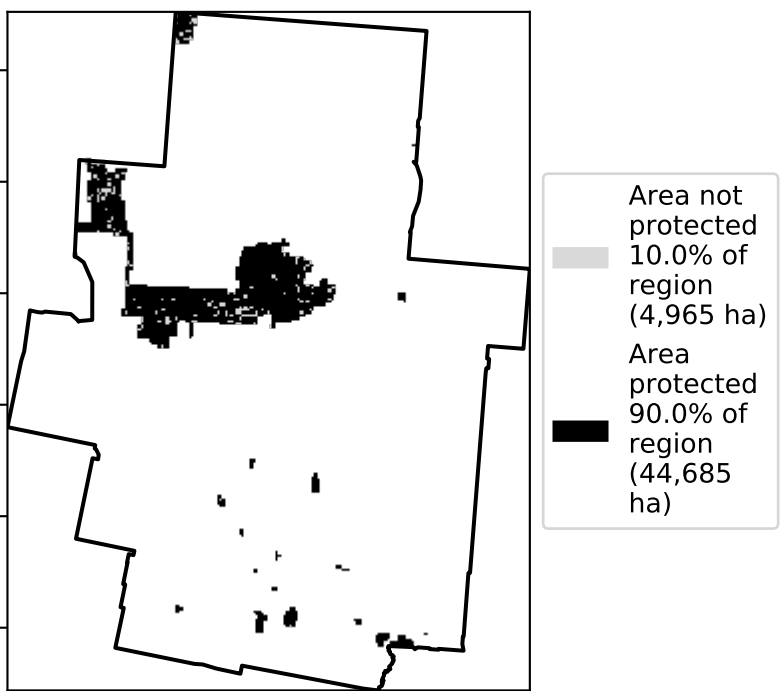 Area not
protected
10.0% of
region
(4,965 ha)
Area
protected
90.0% of
region
(44,685
ha)